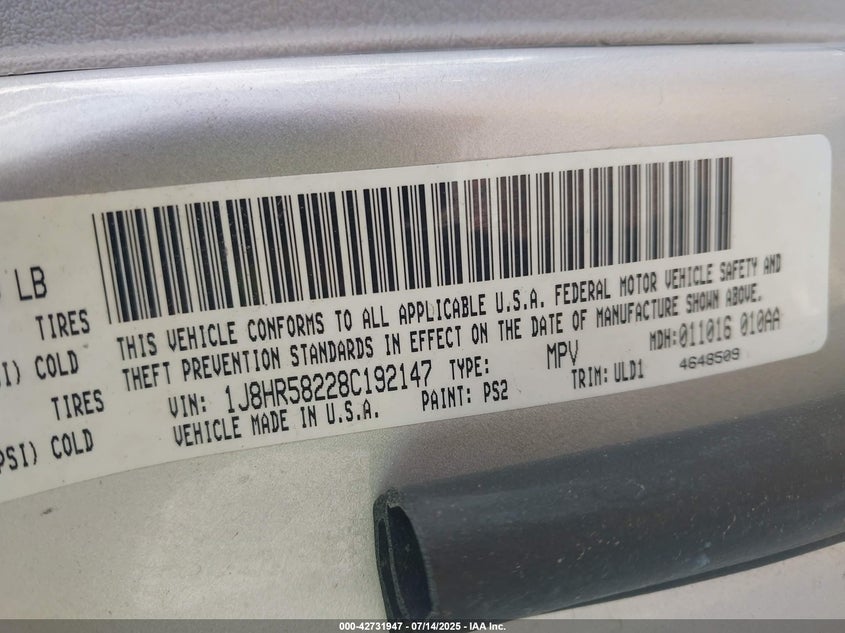 LB
TIRES
COLD
TIRES
PSI) COLD
THIS VEHICLE CONFORMS TO ALL APPLICABLE U.S.A. FEDERAL MOTOR VEHICLE SAFETY AND
THEFT PREVENTION STANDARDS IN EFFECT ON THE DATE OF MANUFACTURE SHOWN ABOVE.
VIN: 1J8HR58228C192147 TYPE: MPV MDH:011016 010AA
VEHICLE MADE IN U.S.A. PAINT: PS2 TRIM: ULD1 4648509
000-42731947 - 07/14/2025 - IAA Inc.